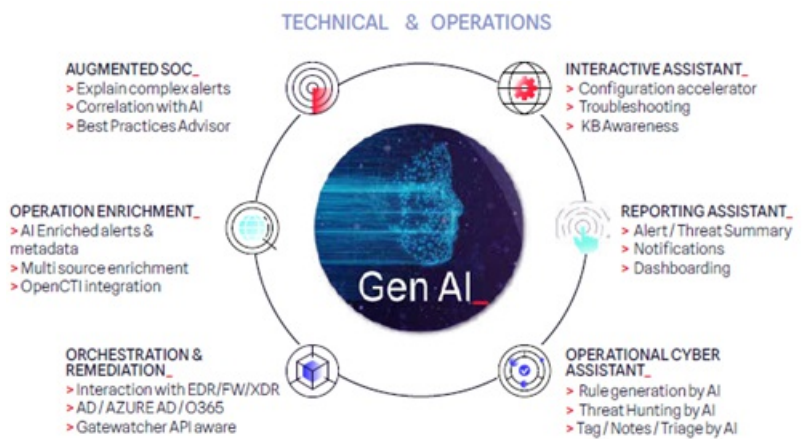 TECHNICAL & OPERATIONS
AUGMENTED SOC_
> Explain complex alerts
> Correlation with AI
> Best Practices Advisor
INTERACTIVE ASSISTANT_
> Configuration accelerator
> Troubleshooting
> KB Awareness
OPERATION ENRICHMENT_
> AI Enriched alerts &
metadata
> Multi source enrichment
> OpenCTI integration
Gen AI_
REPORTING ASSISTANT_
> Alert / Threat Summary
> Notifications
> Dashboarding
ORCHESTRATION &
REMEDIATION_
> Interaction with EDR/FW/XDR
> AD / AZURE AD / O365
> Gatewatcher API aware
OPERATIONAL CYBER
ASSISTANT_
> Rule generation by AI
> Threat Hunting by AI
> Tag / Notes / Triage by AI